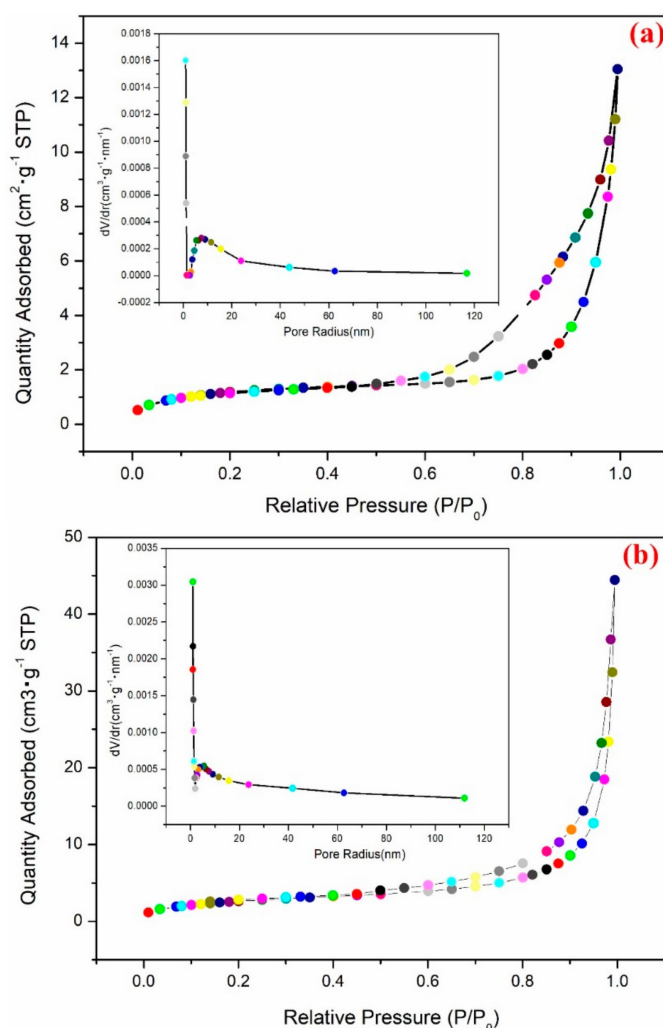 (a)
14
12
10
8
6
4
2
0
Quantity Adsorbed (cm²·g⁻¹ STP)
0.0 0.2 0.4 0.6 0.8 1.0
Relative Pressure (P/P₀)
0.0018
0.0016
0.0014
0.0012
0.0010
0.0008
0.0006
0.0004
0.0002
0.0000
-0.0002
dV/dr(cm³·g⁻¹·nm⁻¹)
0 20 40 60 80 100 120
Pore Radius(nm)
(b)
50
40
30
20
10
0
Quantity Adsorbed (cm3·g⁻¹ STP)
0.0 0.2 0.4 0.6 0.8 1.0
Relative Pressure (P/P₀)
0.0035
0.0030
0.0025
0.0020
0.0015
0.0010
0.0005
0.0000
dV/dr(cm³·g⁻¹·nm⁻¹)
0 20 40 60 80 100 120
Pore Radius(nm)